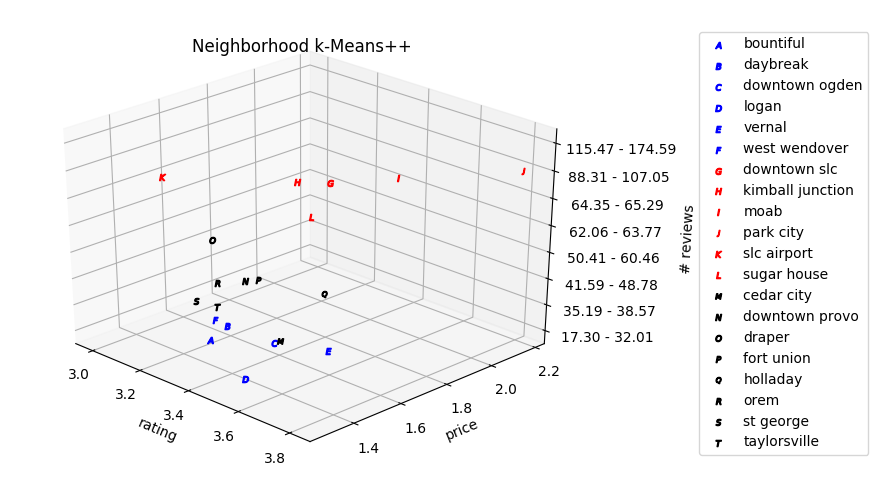 Neighborhood k-Means++
A bountiful
B daybreak
C downtown ogden
D logan
E vernal
F west wendover
G downtown slc
H kimball junction
I moab
J park city
K slc airport
L sugar house
M cedar city
N downtown provo
O draper
P fort union
Q holladay
R orem
S st george
T taylorsville
115.47 - 174.59
88.31 - 107.05
64.35 - 65.29
62.06 - 63.77
50.41 - 60.46
41.59 - 48.78
35.19 - 38.57
17.30 - 32.01
# reviews
K
H
G
I
J
L
O
R
N
P
S
T
Q
F
B
A
C
M
E
D
3.0
3.2
3.4
3.6
3.8
rating
1.4
1.6
1.8
2.0
2.2
price